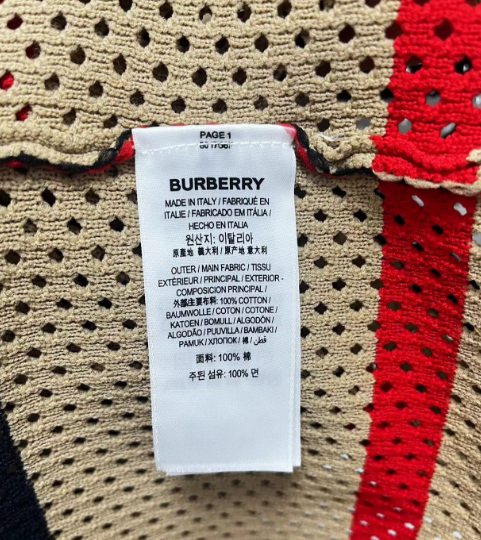 PAGE 1
BURBERRY
MADE IN ITALY / FABRIQUÉ EN
ITALIE / FABRICADO EM ITÁLIA /
HECHO EN ITALIA
원산지: 이탈리아
原產地 義大利 / 原产地 意大利
OUTER / MAIN FABRIC / TISSU
EXTÉRIEUR / PRINCIPAL / EXTERIOR -
COMPOSICION PRINCIPAL /
外部主要布料: 100% COTTON /
BAUMWOLLE / COTON / COTONE /
KATOEN / BOMULL / ALGODÓN /
ALGODÃO / PUUVILLA / BAMBAKI /
PAMUK / ХЛОПОК / 棉 / قطن
面料: 100% 棉
주된 섬유: 100% 면